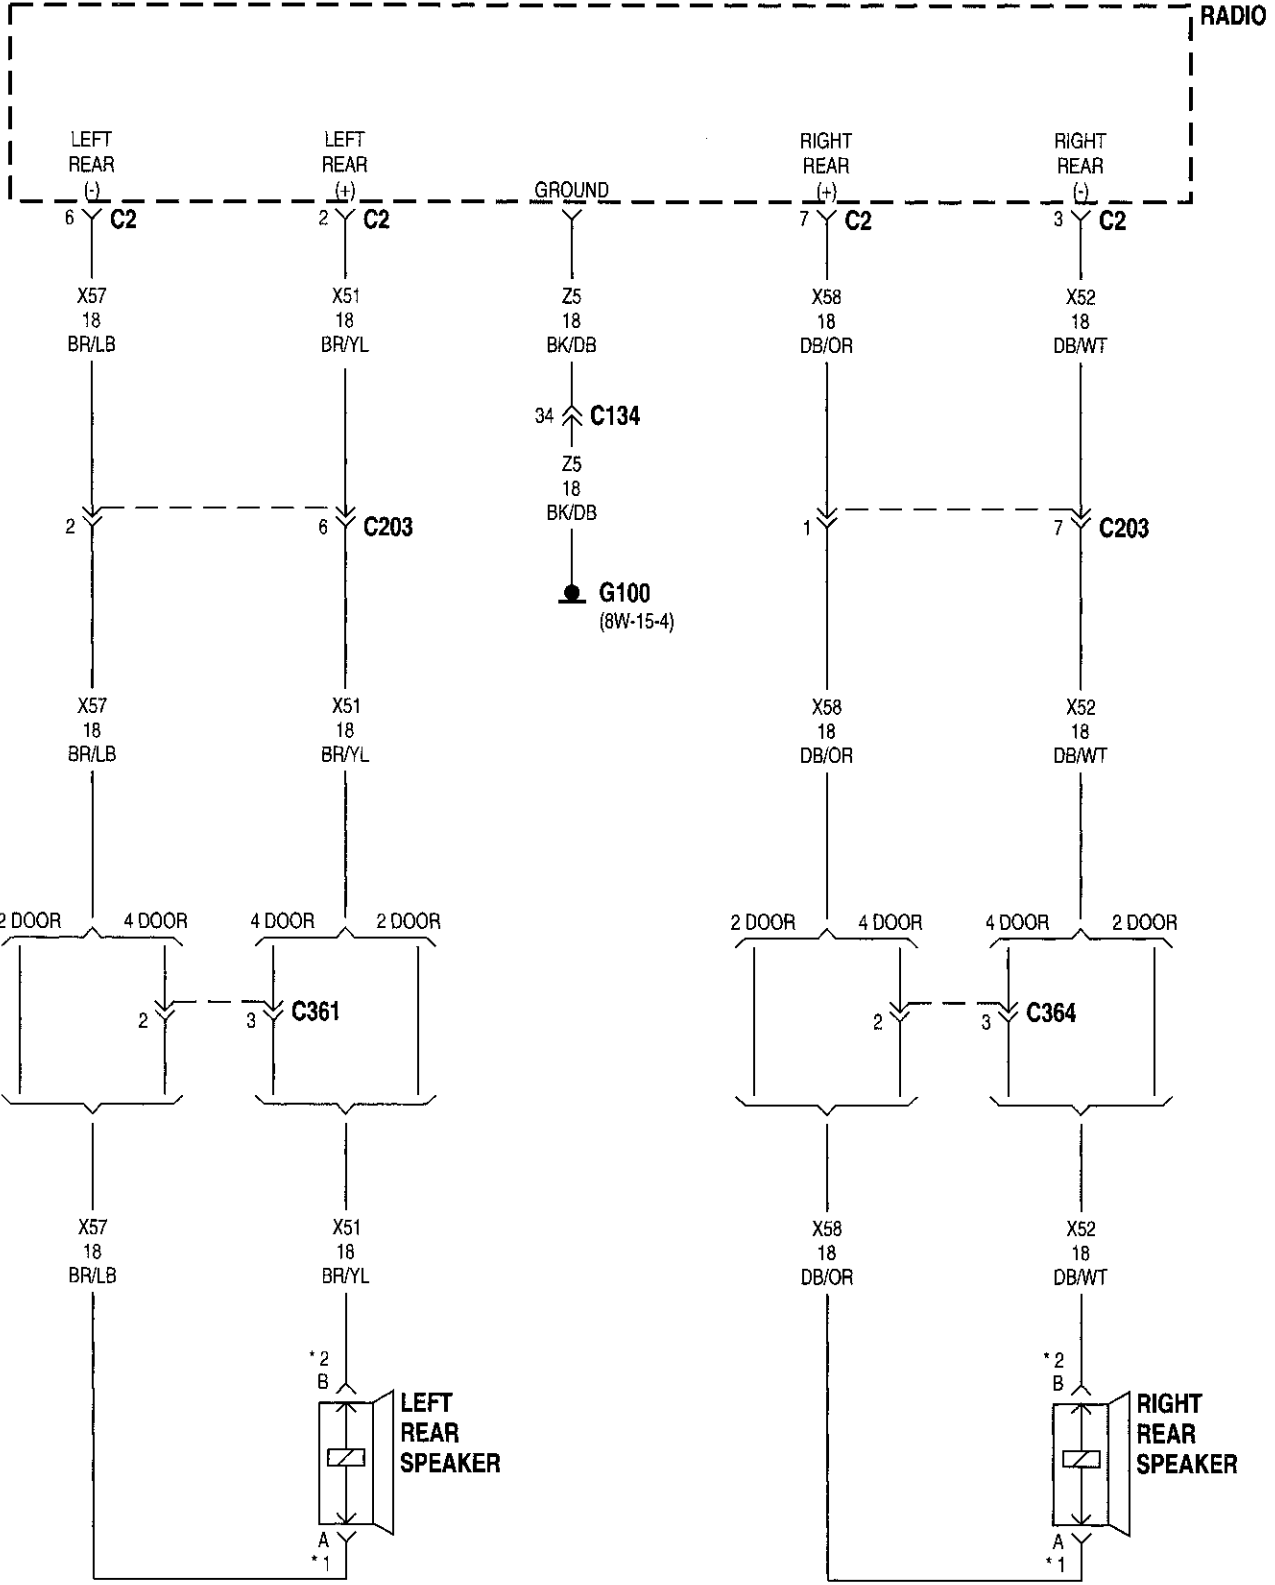 RADIO
LEFT
REAR
(-)
LEFT
REAR
(+)
GROUND
RIGHT
REAR
(+)
RIGHT
REAR
(-)
6 C2
2 C2
7 C2
3 C2
X57
18
BR/LB
X51
18
BR/YL
Z5
18
BK/DB
X58
18
DB/OR
X52
18
DB/WT
34 C134
Z5
18
BK/DB
2
6 C203
1
7 C203
G100
(8W-15-4)
X57
18
BR/LB
X51
18
BR/YL
X58
18
DB/OR
X52
18
DB/WT
2 DOOR 4 DOOR 4 DOOR 2 DOOR
2 DOOR 4 DOOR 4 DOOR 2 DOOR
2 3 C361
2 3 C364
X57
18
BR/LB
X51
18
BR/YL
X58
18
DB/OR
X52
18
DB/WT
* 2
B
LEFT
REAR
SPEAKER
A
* 1
* 2
B
RIGHT
REAR
SPEAKER
A
* 1